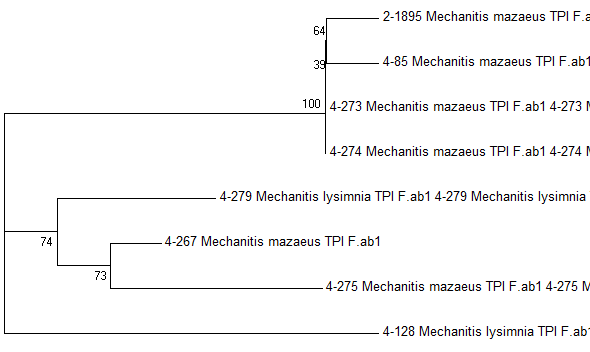 2-1895 Mechanitis mazaeus TPI F.a
64
4-85 Mechanitis mazaeus TPI F.ab1
39
100
4-273 Mechanitis mazaeus TPI F.ab1 4-273 M
4-274 Mechanitis mazaeus TPI F.ab1 4-274 M
4-279 Mechanitis lysimnia TPI F.ab1 4-279 Mechanitis lysimnia
74
4-267 Mechanitis mazaeus TPI F.ab1
73
4-275 Mechanitis mazaeus TPI F.ab1 4-275 M
4-128 Mechanitis lysimnia TPI F.ab1